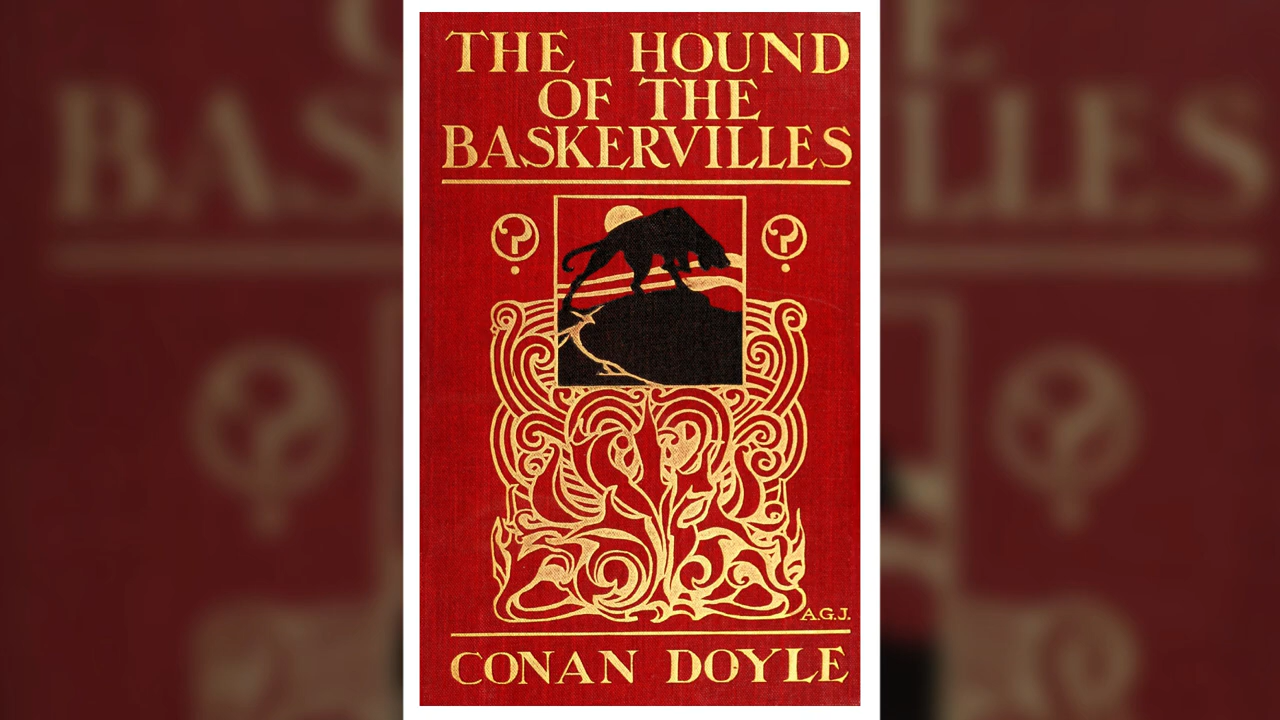 THE HOUND
OF THE
BASKERVILLES
? ?
A.G.J.
CONAN DOYLE